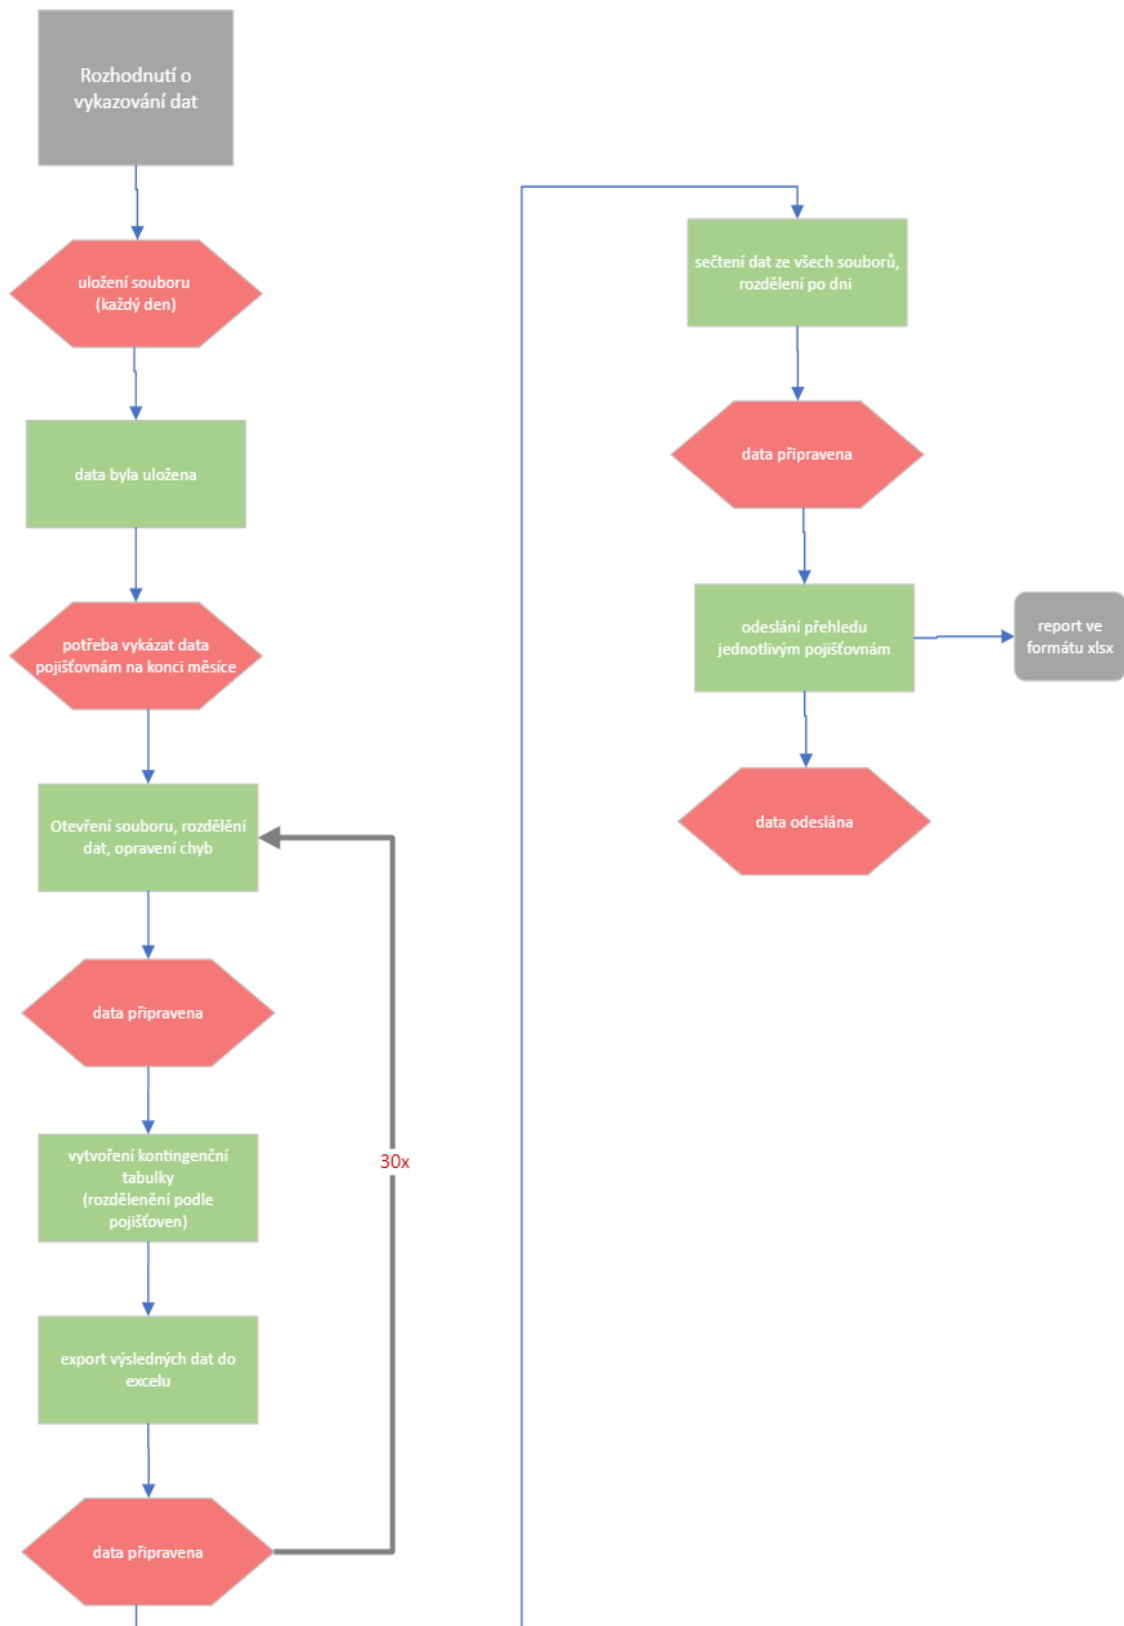 Rozhodnutí o
vykazování dat
uložení souboru
(každý den)
data byla uložena
potřeba vykázat data
pojišťovnám na konci měsíce
Otevření souboru, rozdělění
dat, opravení chyb
data připravena
vytvoření kontingenční
tabulky
(rozdělenění podle
pojišťoven)
30x
export výsledných dat do
excelu
data připravena
sečtení dat ze všech souborů,
rozdělení po dni
data připravena
odeslání přehledu
jednotlivým pojišťovnám
report ve
formátu xlsx
data odeslána